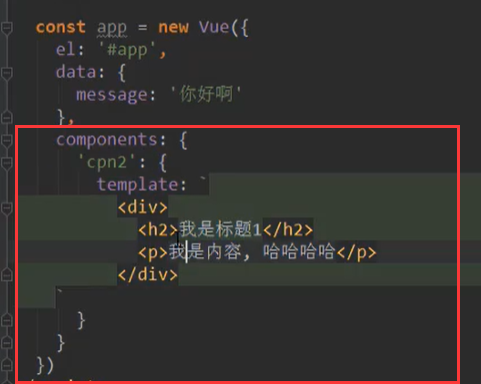 const app = new Vue({
el: '#app',
data: {
message: '你好啊'
},
components: {
'cpn2': {
template: `
<div>
<h2>我是标题1</h2>
<p>我是内容, 哈哈哈哈</p>
</div>
`
}
}
})